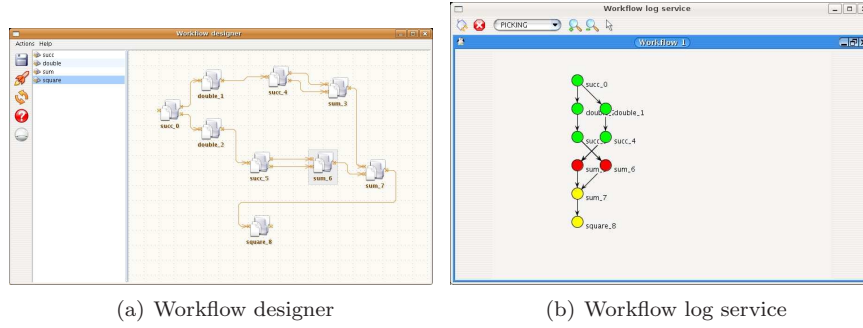 Workflow designer
Actions Help
succ
double
sum
square
double_1
succ_4
sum_3
succ_0
double_2
succ_5
sum_6
sum_7
square_8
(a) Workflow designer
Workflow log service
PICKING
Workflow_1
succ_0
double_1
succ_4
sum_6
sum_7
square_8
(b) Workflow log service